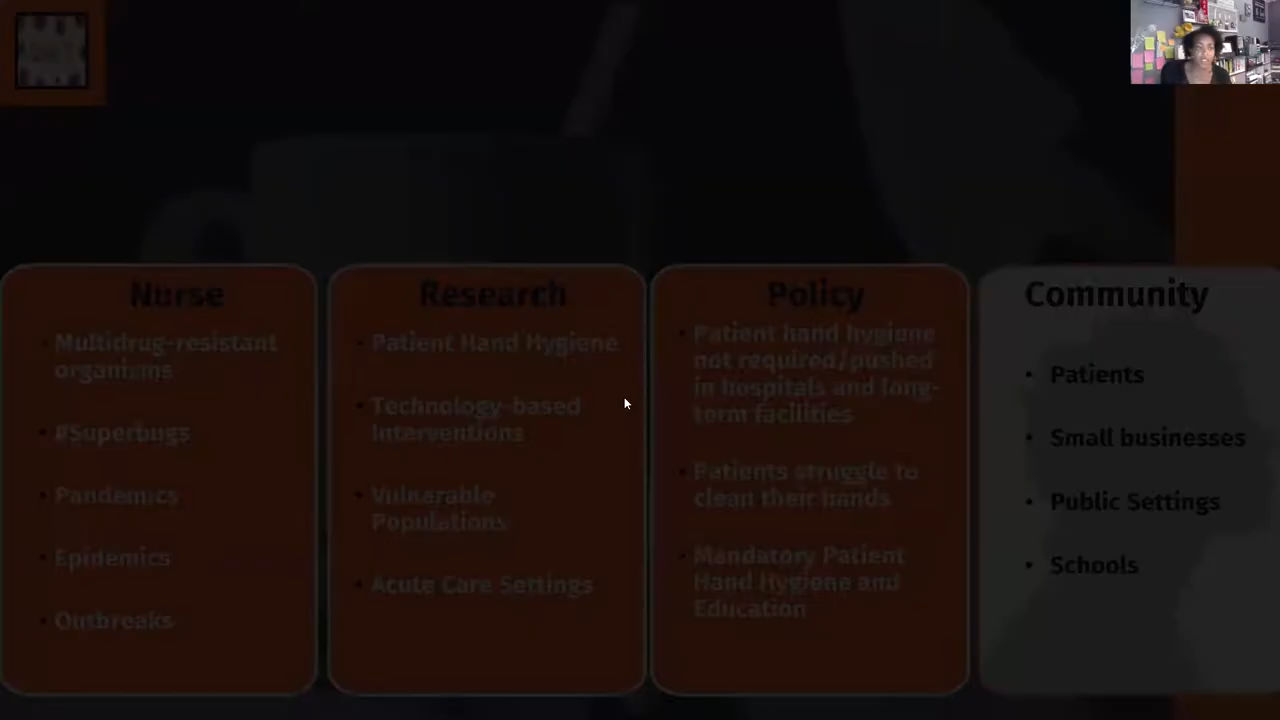 Nurse
Multidrug-resistant
organisms
#Superbugs
Pandemics
Epidemics
Outbreaks
Research
Patient Hand Hygiene
Technology-based
Interventions
Vulnerable
Populations
Acute Care Settings
Policy
Patient hand hygiene
not required/pushed
in hospitals and long-
term facilities
Patients struggle to
clean their hands
Mandatory Patient
Hand Hygiene and
Education
Community
Patients
Small businesses
Public Settings
Schools